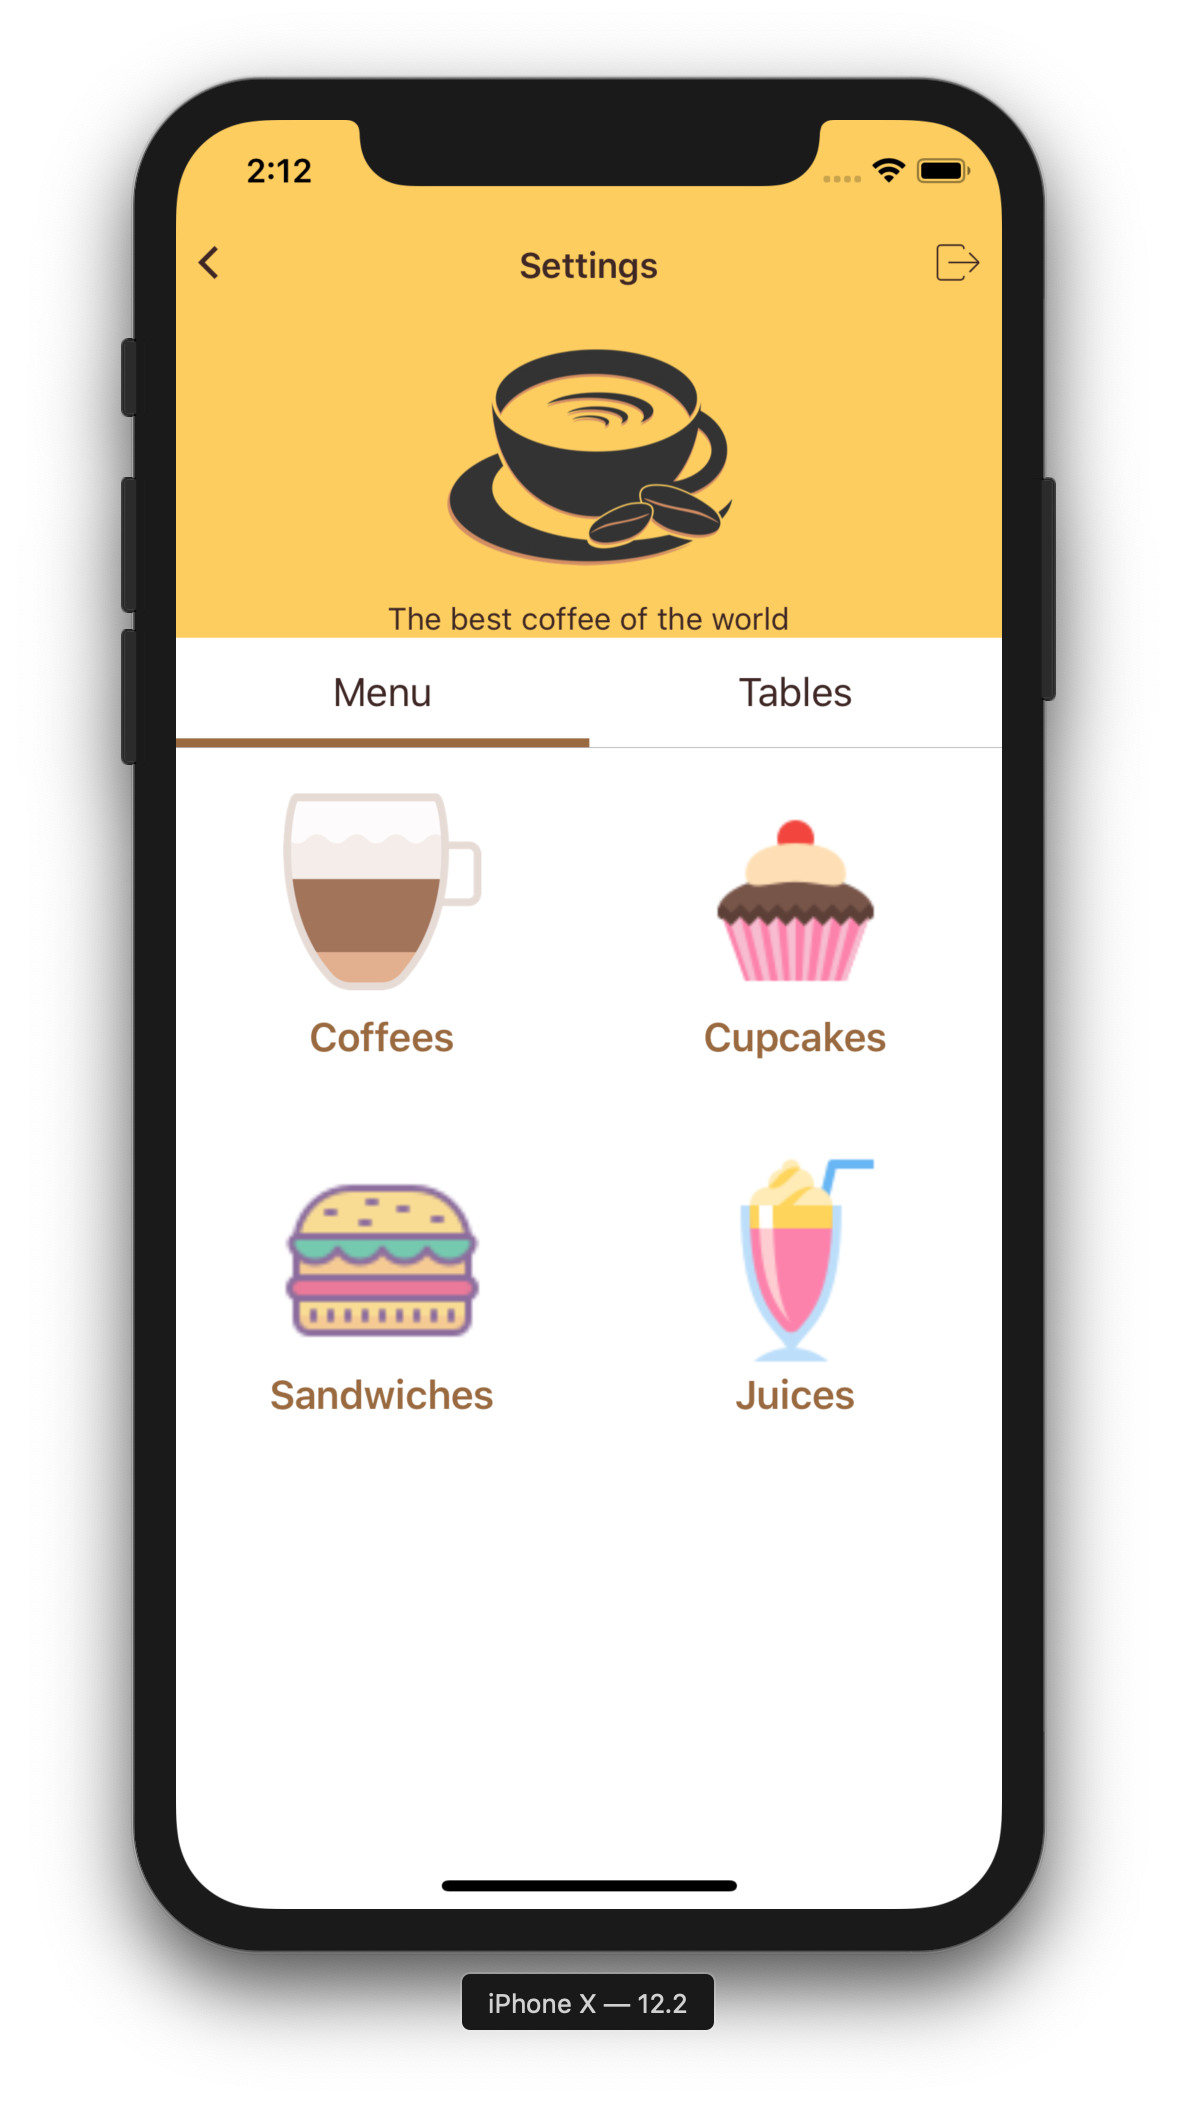 2:12
Settings
The best coffee of the world
Menu Tables
Coffees Cupcakes
Sandwiches Juices
iPhone X — 12.2